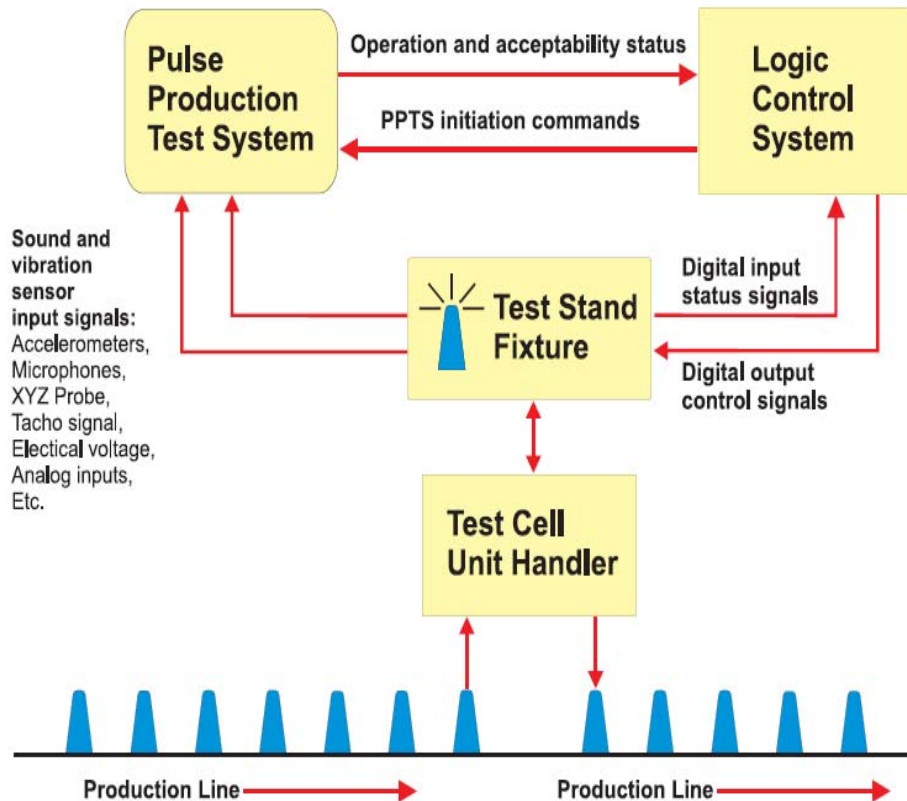 Pulse
Production
Test System
Operation and acceptability status
PPTS initiation commands
Logic
Control
System
Sound and
vibration
sensor
input signals:
Accelerometers,
Microphones,
XYZ Probe,
Tacho signal,
Electical voltage,
Analog inputs,
Etc.
Test Stand
Fixture
Digital input
status signals
Digital output
control signals
Test Cell
Unit Handler
Production Line
Production Line